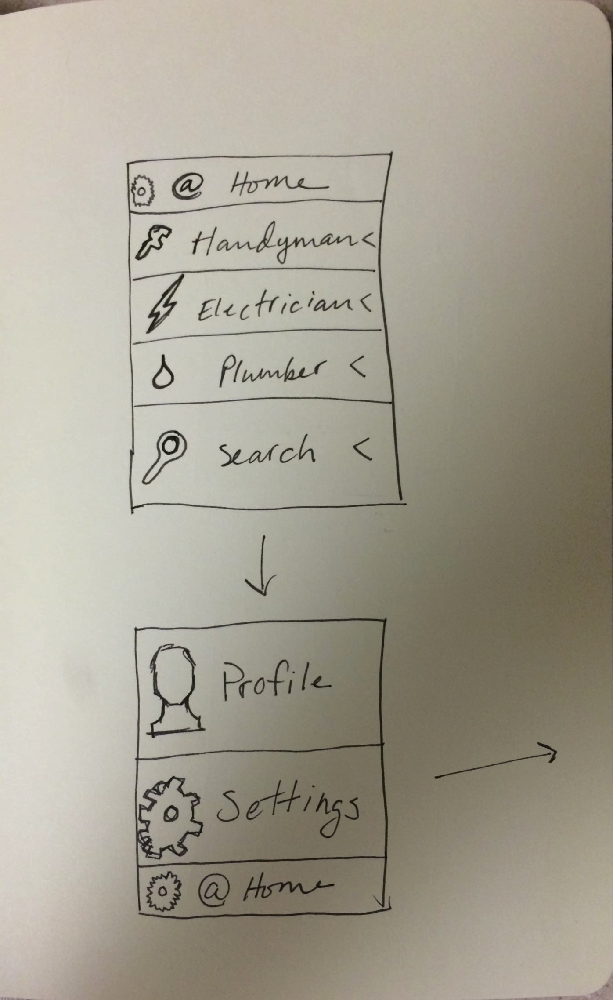 @ Home
Handyman <
Electrician <
Plumber <
search <
Profile
Settings
@ Home